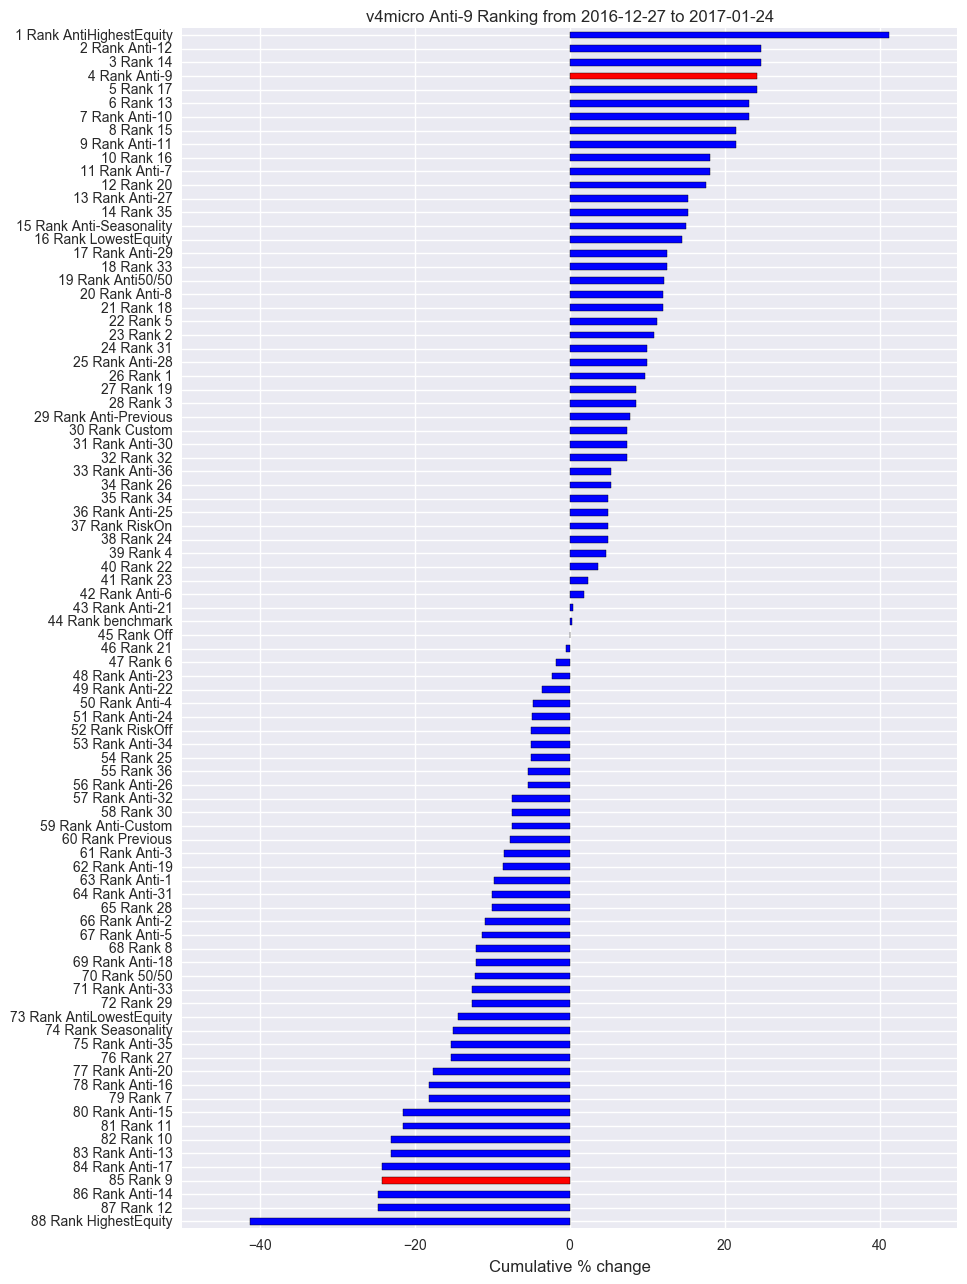 v4micro Anti-9 Ranking from 2016-12-27 to 2017-01-24
1 Rank AntiHighestEquity
2 Rank Anti-12
3 Rank 14
4 Rank Anti-9
5 Rank 17
6 Rank 13
7 Rank Anti-10
8 Rank 15
9 Rank Anti-11
10 Rank 16
11 Rank Anti-7
12 Rank 20
13 Rank Anti-27
14 Rank 35
15 Rank Anti-Seasonality
16 Rank LowestEquity
17 Rank Anti-29
18 Rank 33
19 Rank Anti50/50
20 Rank Anti-8
21 Rank 18
22 Rank 5
23 Rank 2
24 Rank 31
25 Rank Anti-28
26 Rank 1
27 Rank 19
28 Rank 3
29 Rank Anti-Previous
30 Rank Custom
31 Rank Anti-30
32 Rank 32
33 Rank Anti-36
34 Rank 26
35 Rank 34
36 Rank Anti-25
37 Rank RiskOn
38 Rank 24
39 Rank 4
40 Rank 22
41 Rank 23
42 Rank Anti-6
43 Rank Anti-21
44 Rank benchmark
45 Rank Off
46 Rank 21
47 Rank 6
48 Rank Anti-23
49 Rank Anti-22
50 Rank Anti-4
51 Rank Anti-24
52 Rank RiskOff
53 Rank Anti-34
54 Rank 25
55 Rank 36
56 Rank Anti-26
57 Rank Anti-32
58 Rank 30
59 Rank Anti-Custom
60 Rank Previous
61 Rank Anti-3
62 Rank Anti-19
63 Rank Anti-1
64 Rank Anti-31
65 Rank 28
66 Rank Anti-2
67 Rank Anti-5
68 Rank 8
69 Rank Anti-18
70 Rank 50/50
71 Rank Anti-33
72 Rank 29
73 Rank AntiLowestEquity
74 Rank Seasonality
75 Rank Anti-35
76 Rank 27
77 Rank Anti-20
78 Rank Anti-16
79 Rank 7
80 Rank Anti-15
81 Rank 11
82 Rank 10
83 Rank Anti-13
84 Rank Anti-17
85 Rank 9
86 Rank Anti-14
87 Rank 12
88 Rank HighestEquity
−40 −20 0 20 40
Cumulative % change